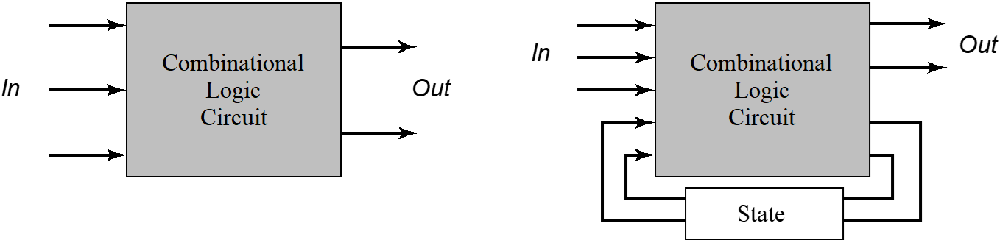 In
Combinational
Logic
Circuit
Out
In
Combinational
Logic
Circuit
Out
State